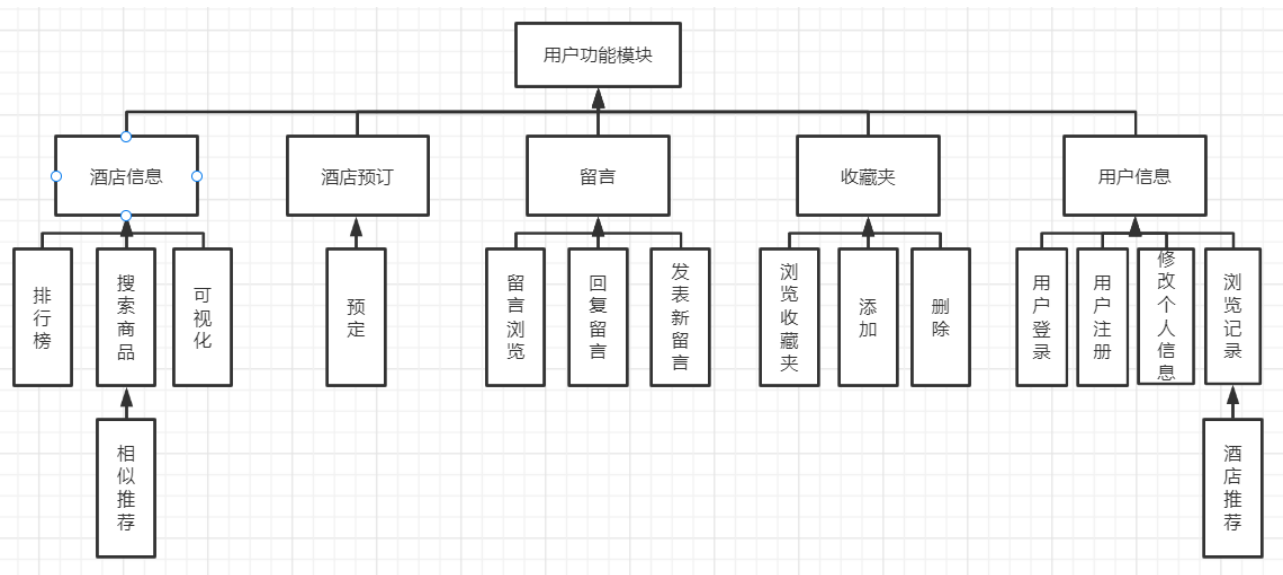 用户功能模块
酒店信息
酒店预订
留言
收藏夹
用户信息
排行榜
搜索商品
可视化
预定
留言浏览
回复留言
发表新留言
浏览收藏夹
添加
删除
用户登录
用户注册
修改个人信息
浏览记录
相似推荐
酒店推荐